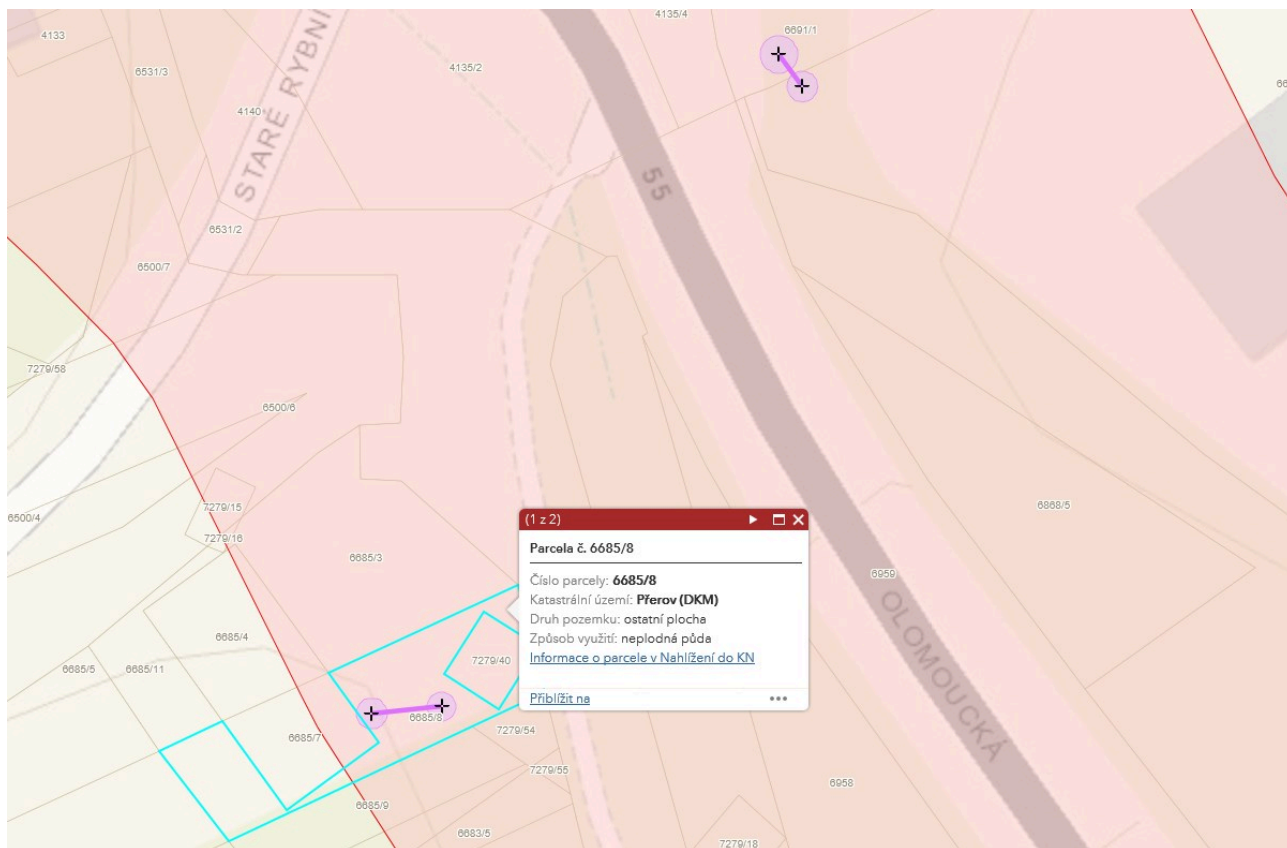 4135/4
6691/1
4133
6531/3
4135/2
4140
STARÉ RYBNÍ
55
6531/2
6500/7
7279/58
6500/6
7279/15
7279/16
6500/4
6685/3
6868/5
6959
OLOMOUCKÁ
(1 z 2)
Parcela č. 6685/8
Číslo parcely: 6685/8
Katastrální území: Přerov (DKM)
Druh pozemku: ostatní plocha
Způsob využití: neplodná půda
Informace o parcele v Nahlížení do KN
Přiblížit na
6685/4
6685/5
6685/11
7279/40
6685/8
6685/7
7279/54
7279/55
6958
6685/9
6683/5
7279/18